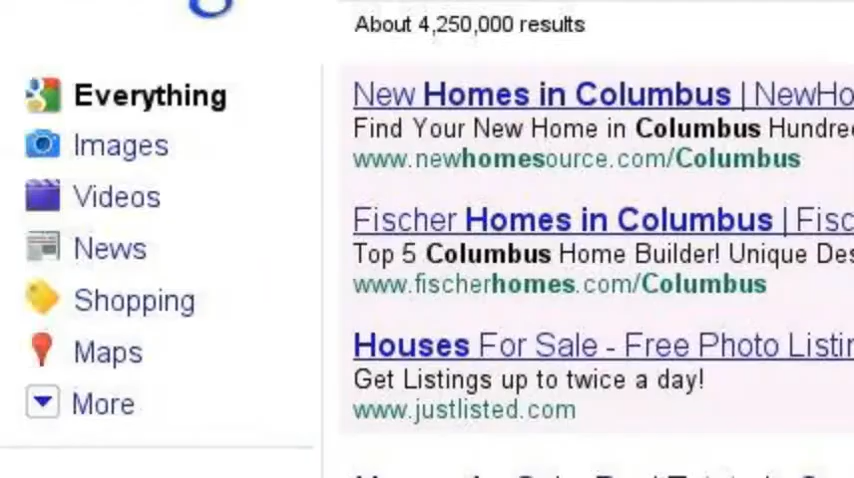 About 4,250,000 results
Everything
Images
Videos
News
Shopping
Maps
More
New Homes in Columbus | NewHo
Find Your New Home in Columbus Hundre
www.newhomesource.com/Columbus
Fischer Homes in Columbus | Fisc
Top 5 Columbus Home Builder! Unique Des
www.fischerhomes.com/Columbus
Houses For Sale - Free Photo Listin
Get Listings up to twice a day!
www.justlisted.com